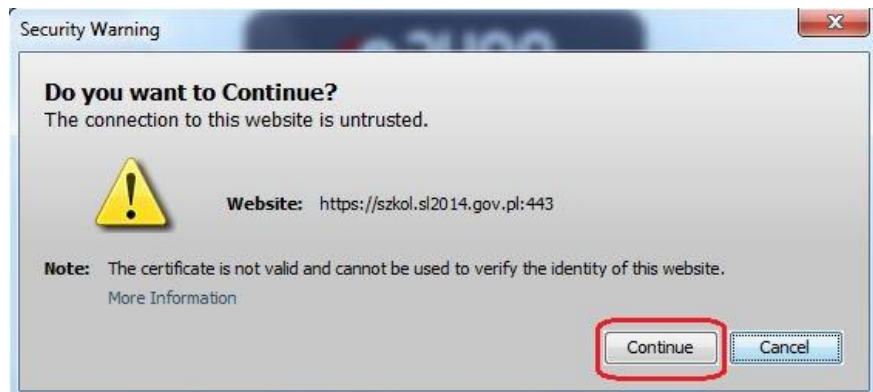 Security Warning
Do you want to Continue?
The connection to this website is untrusted.
Website: https://szkol.sl2014.gov.pl:443
Note: The certificate is not valid and cannot be used to verify the identity of this website.
More Information
Continue Cancel